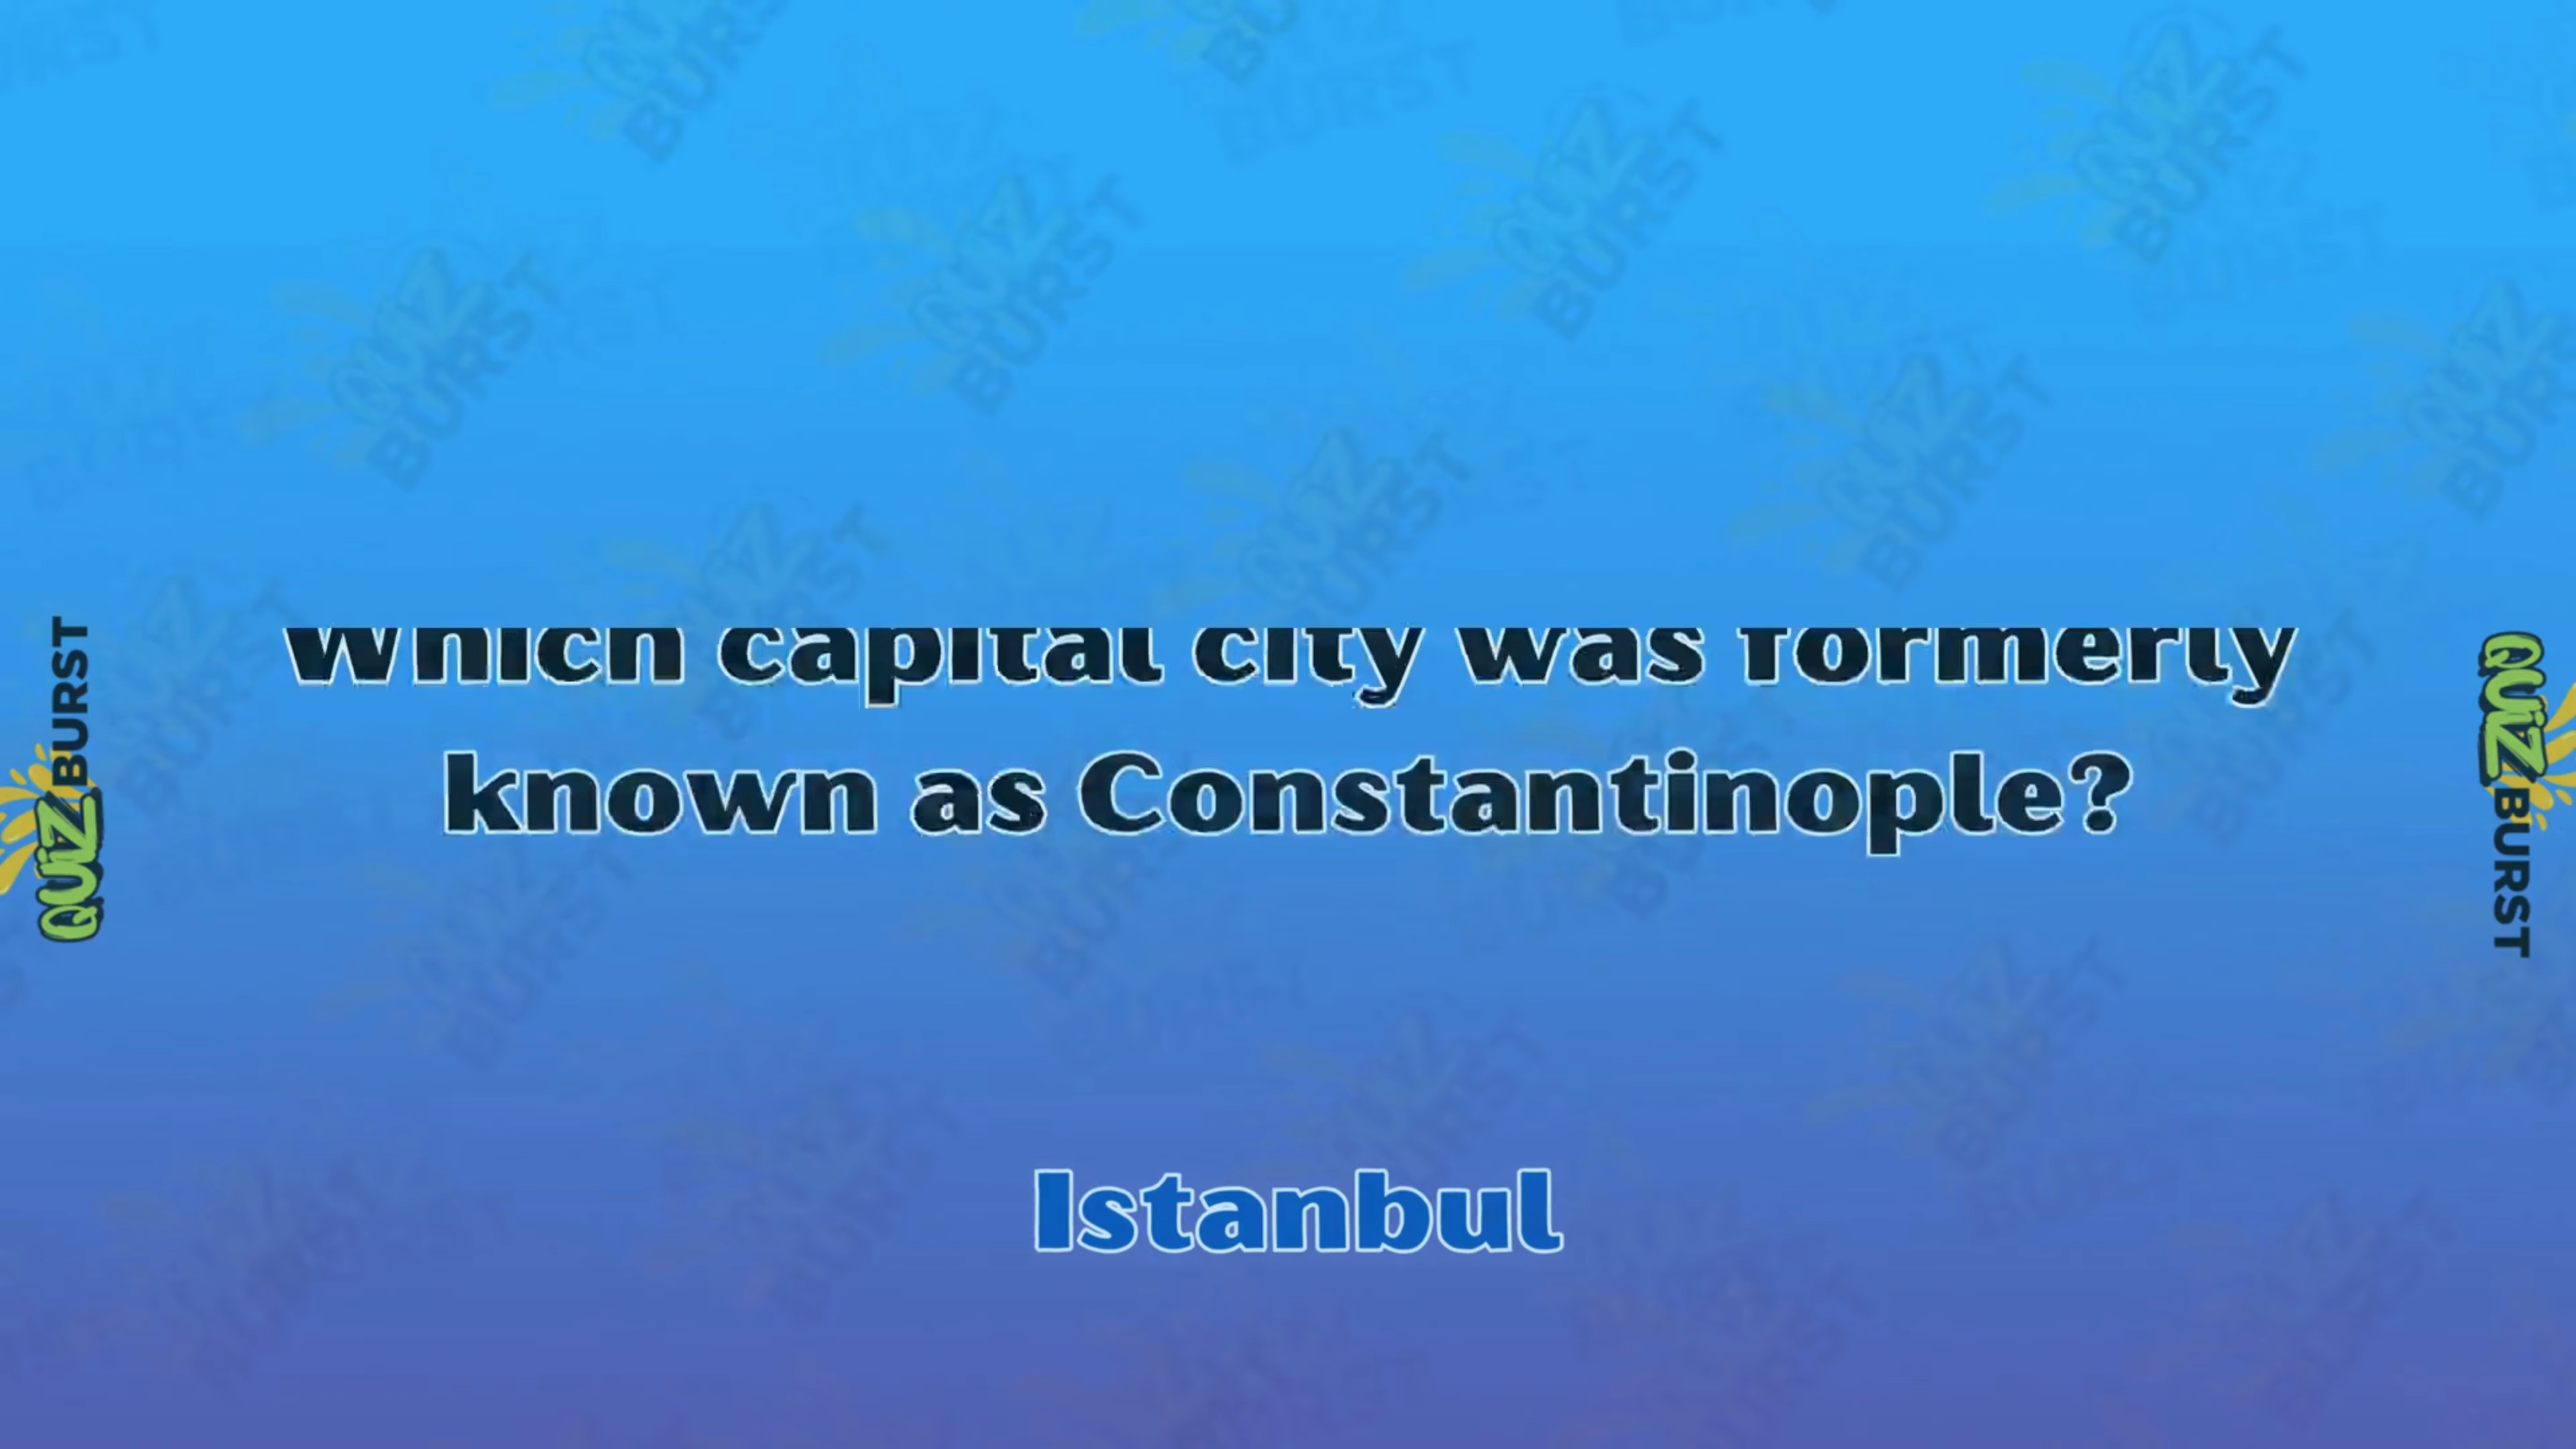 Which capital city was formerly
known as Constantinople?
Istanbul
QUIZ BURST
QUIZ BURST